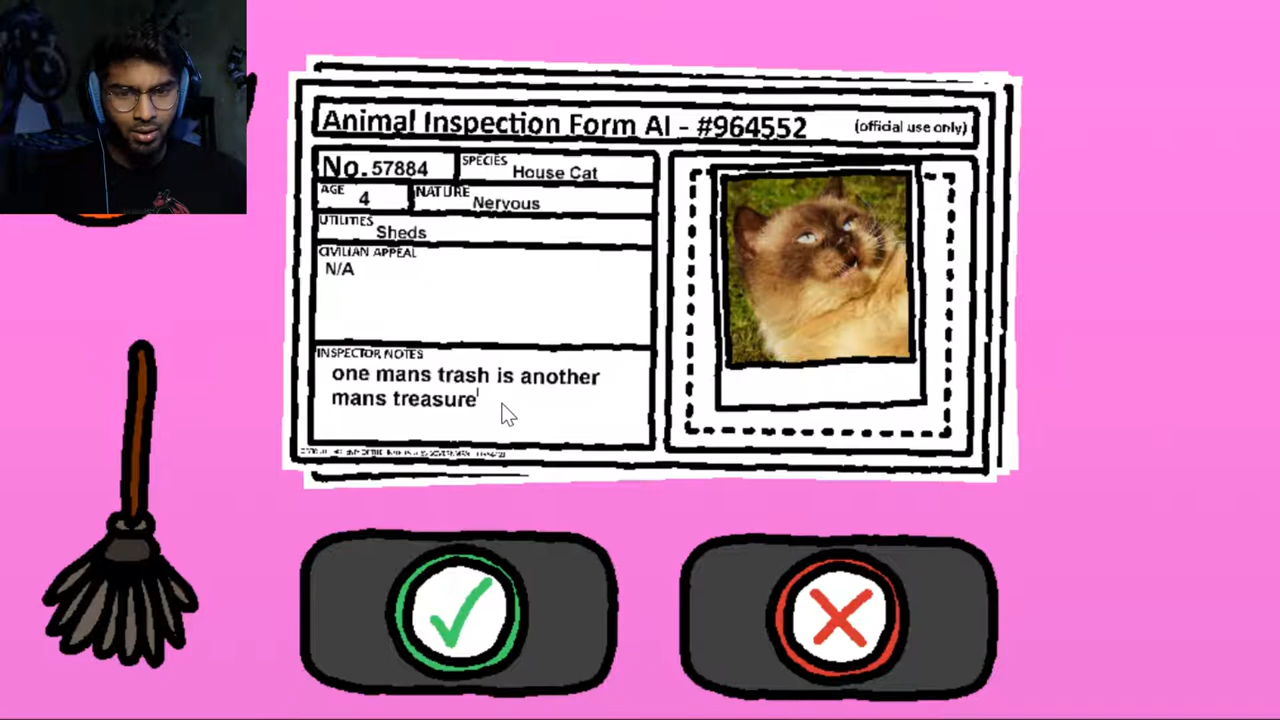 Animal Inspection Form AI - #964552 (official use only)
No. 57884
SPECIES
House Cat
AGE
4
NATURE
Nervous
UTILITIES
Sheds
CIVILIAN APPEAL
N/A
INSPECTOR NOTES
one mans trash is another
mans treasure